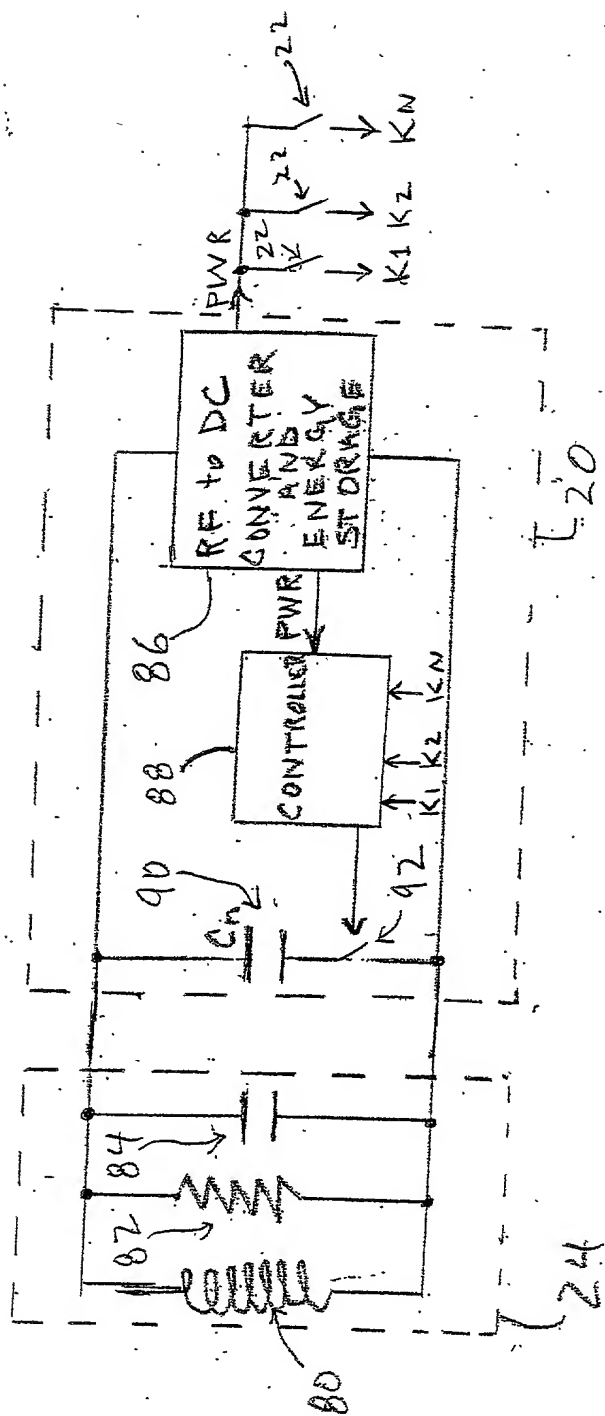 80
82
84
24
Cn
90
92
88
CONTROLLER
K1 K2 KN
PWR
86
RF to DC
CONVERTER
AND
ENERGY
STORAGE
20
PWR
22
22
22
K1 K2 KN